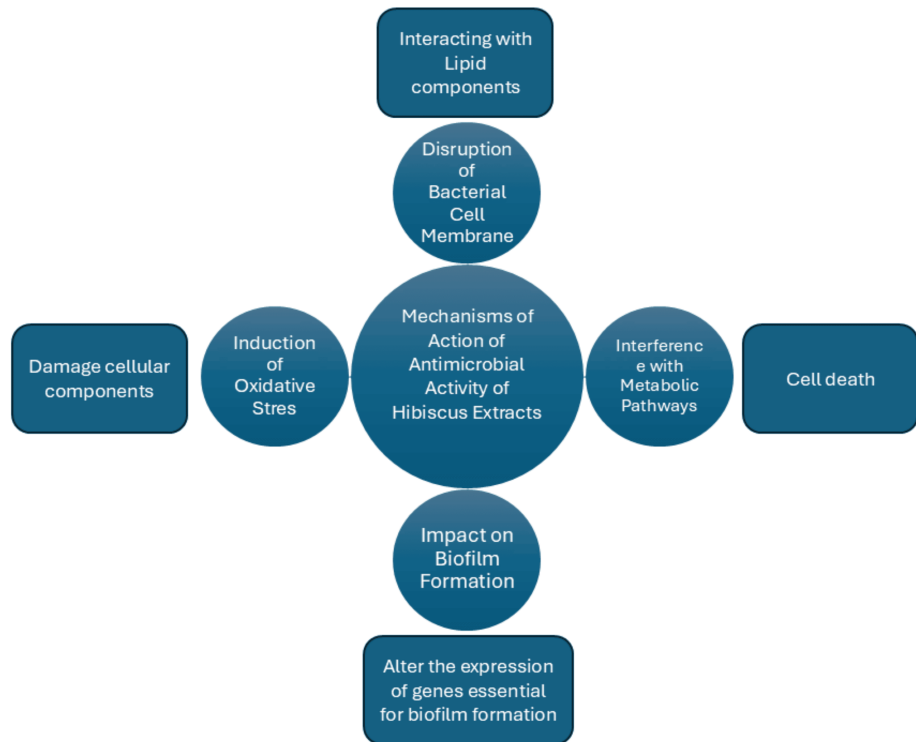 Interacting with
Lipid
components
Disruption
of
Bacterial
Cell
Membrane
Mechanisms of
Action of
Antimicrobial
Activity of
Hibiscus Extracts
Induction
of
Oxidative
Stres
Damage cellular
components
Interferenc
e with
Metabolic
Pathways
Cell death
Impact on
Biofilm
Formation
Alter the expression
of genes essential
for biofilm formation